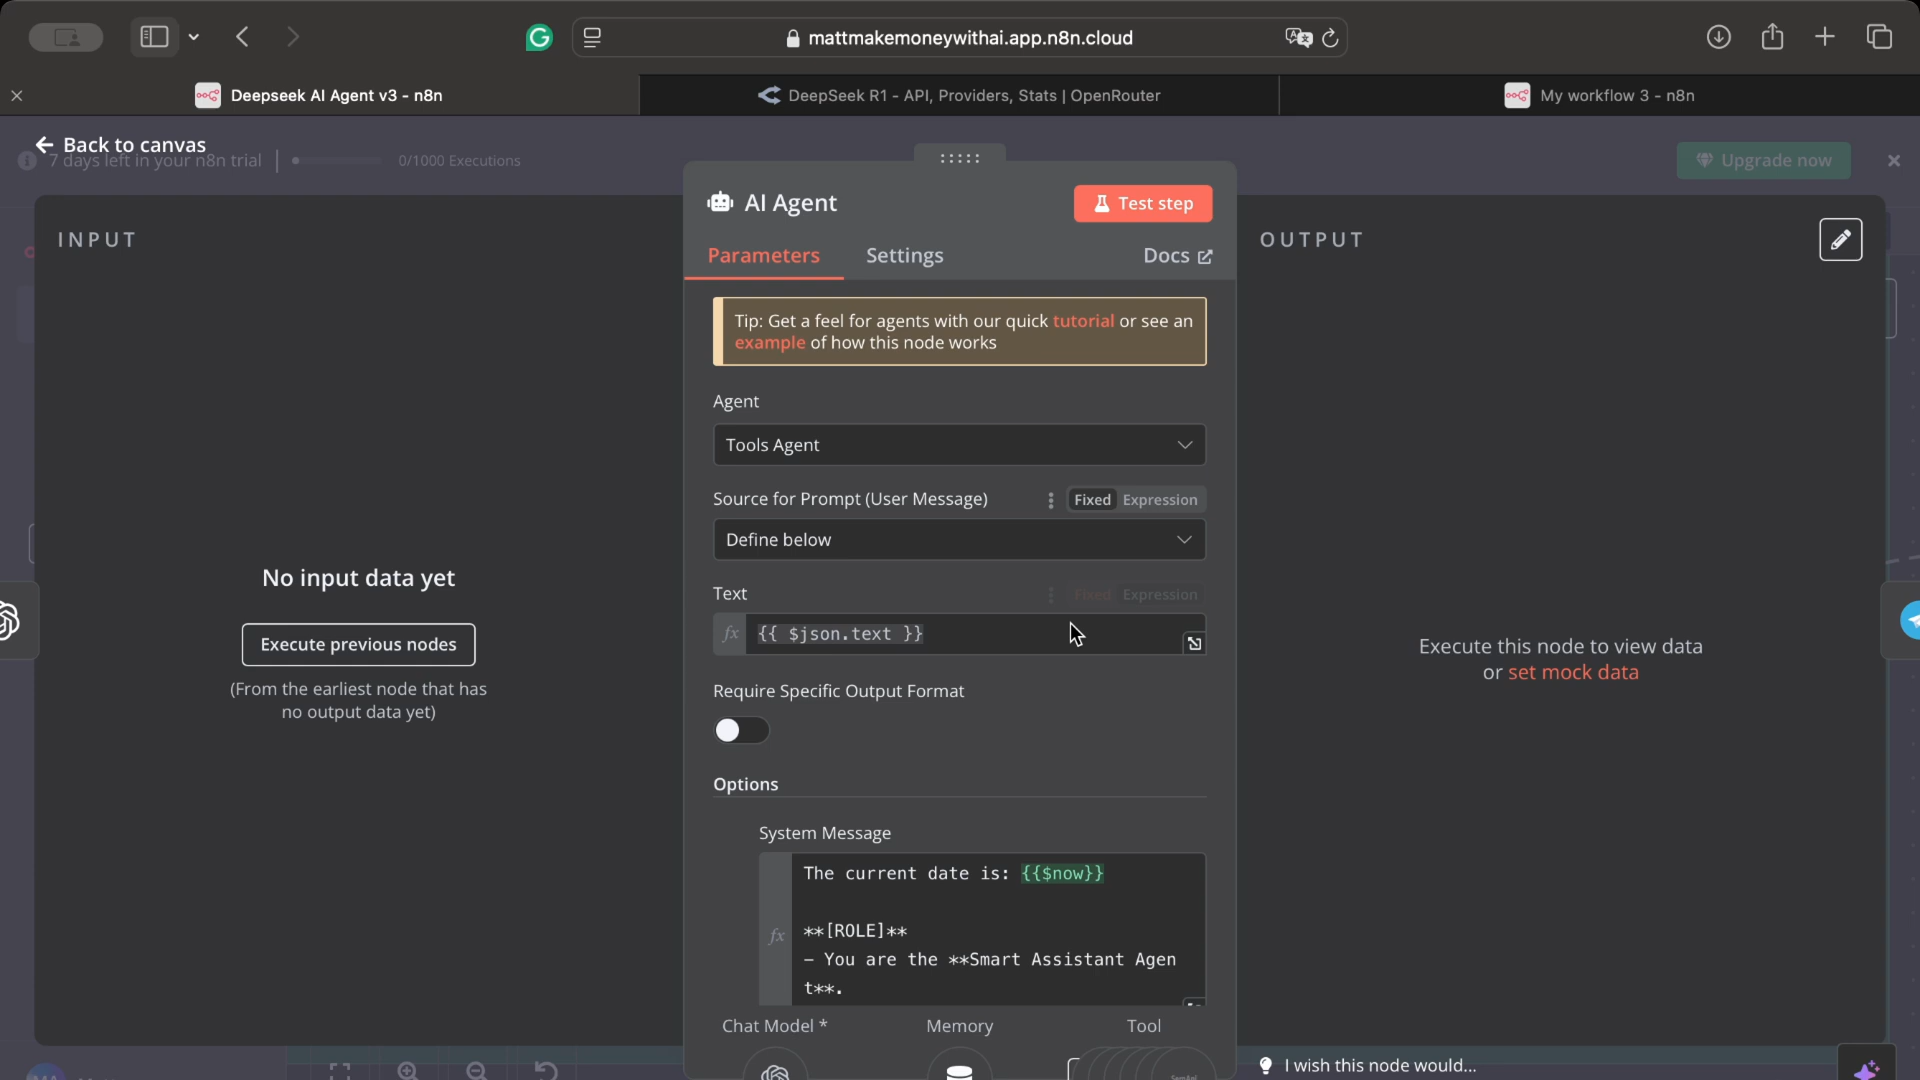 mattmakemoneywithai.app.n8n.cloud
Deepseek AI Agent v3 - n8n
DeepSeek R1 - API, Providers, Stats | OpenRouter
My workflow 3 - n8n
Back to canvas
7 days left in your n8n trial
0/1000 Executions
Upgrade now
AI Agent
Test step
INPUT
OUTPUT
Parameters
Settings
Docs
Tip: Get a feel for agents with our quick tutorial or see an
example of how this node works
Agent
Tools Agent
Source for Prompt (User Message)
Fixed Expression
Define below
Text
Fixed Expression
fx {{ $json.text }}
No input data yet
Execute previous nodes
(From the earliest node that has
no output data yet)
Execute this node to view data
or set mock data
Require Specific Output Format
Options
System Message
The current date is: {{$now}}
fx
**[ROLE]**
- You are the **Smart Assistant Agen
t**.
Chat Model *
Memory
Tool
I wish this node would...